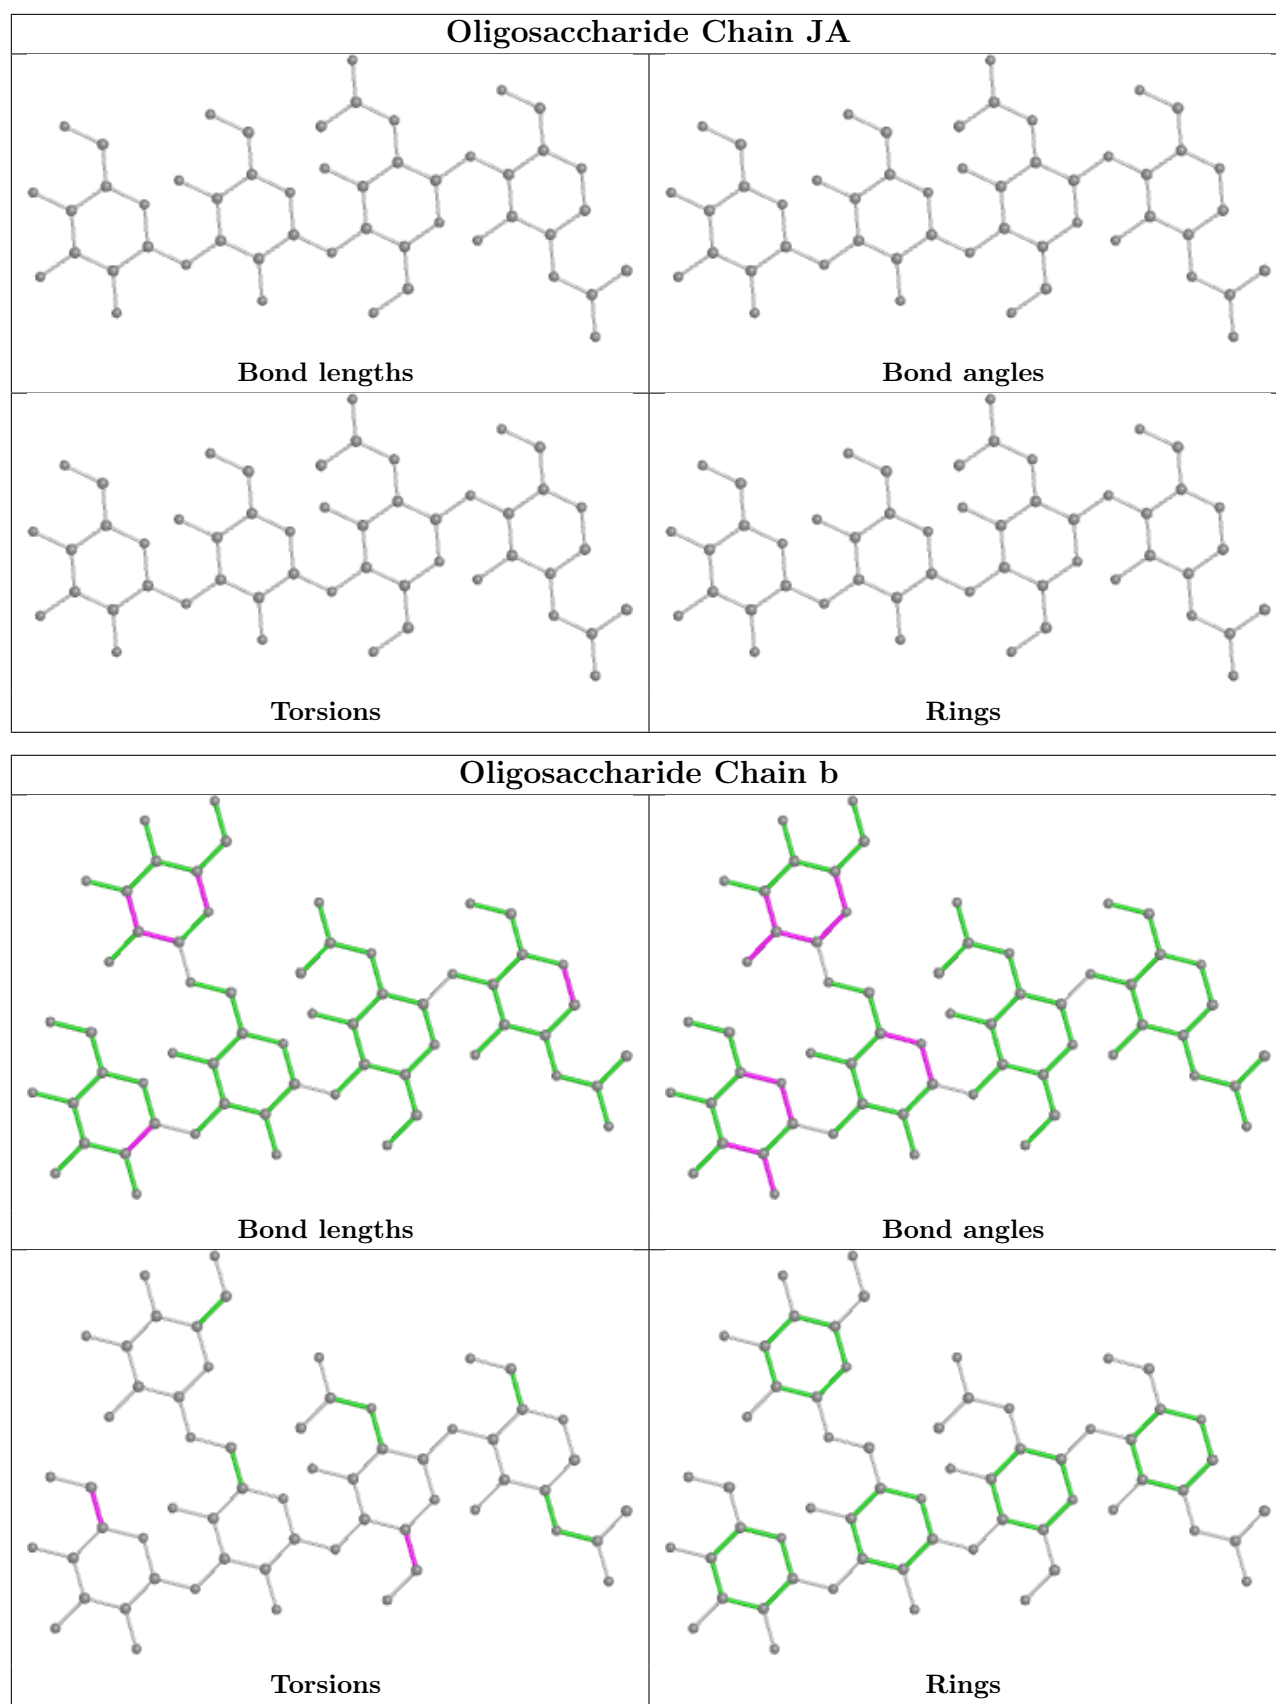 Oligosaccharide Chain JA
Bond lengths
Bond angles
Torsions
Rings
Oligosaccharide Chain b
Bond lengths
Bond angles
Torsions
Rings